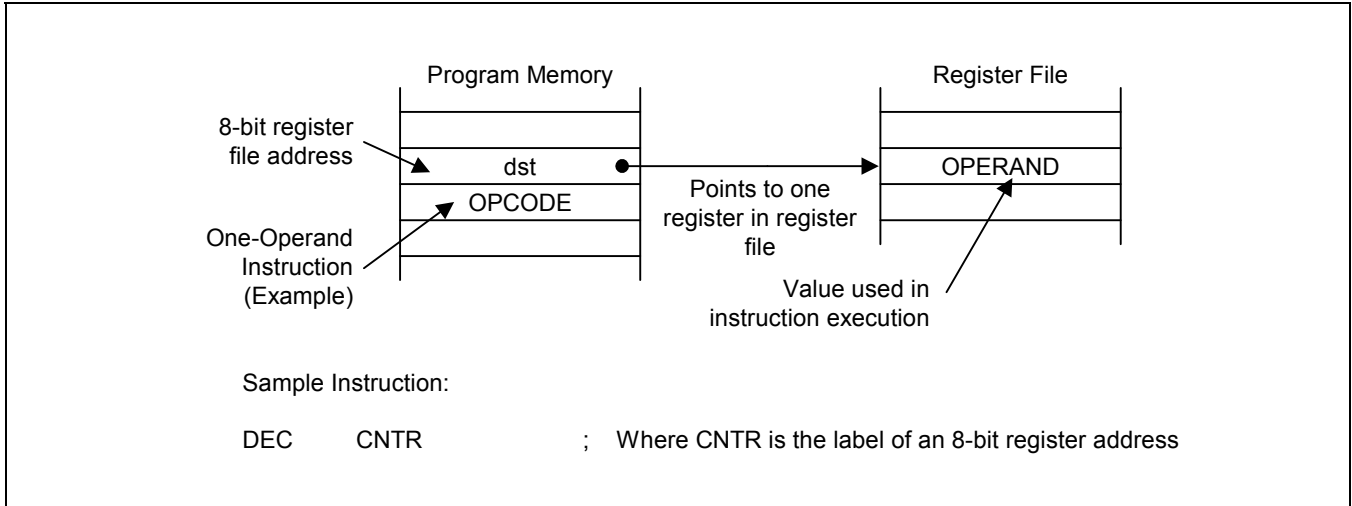 Program Memory
Register File
8-bit register
file address
dst
OPERAND
OPCODE
Points to one
register in register
file
One-Operand
Instruction
(Example)
Value used in
instruction execution
Sample Instruction:
DEC CNTR ; Where CNTR is the label of an 8-bit register address